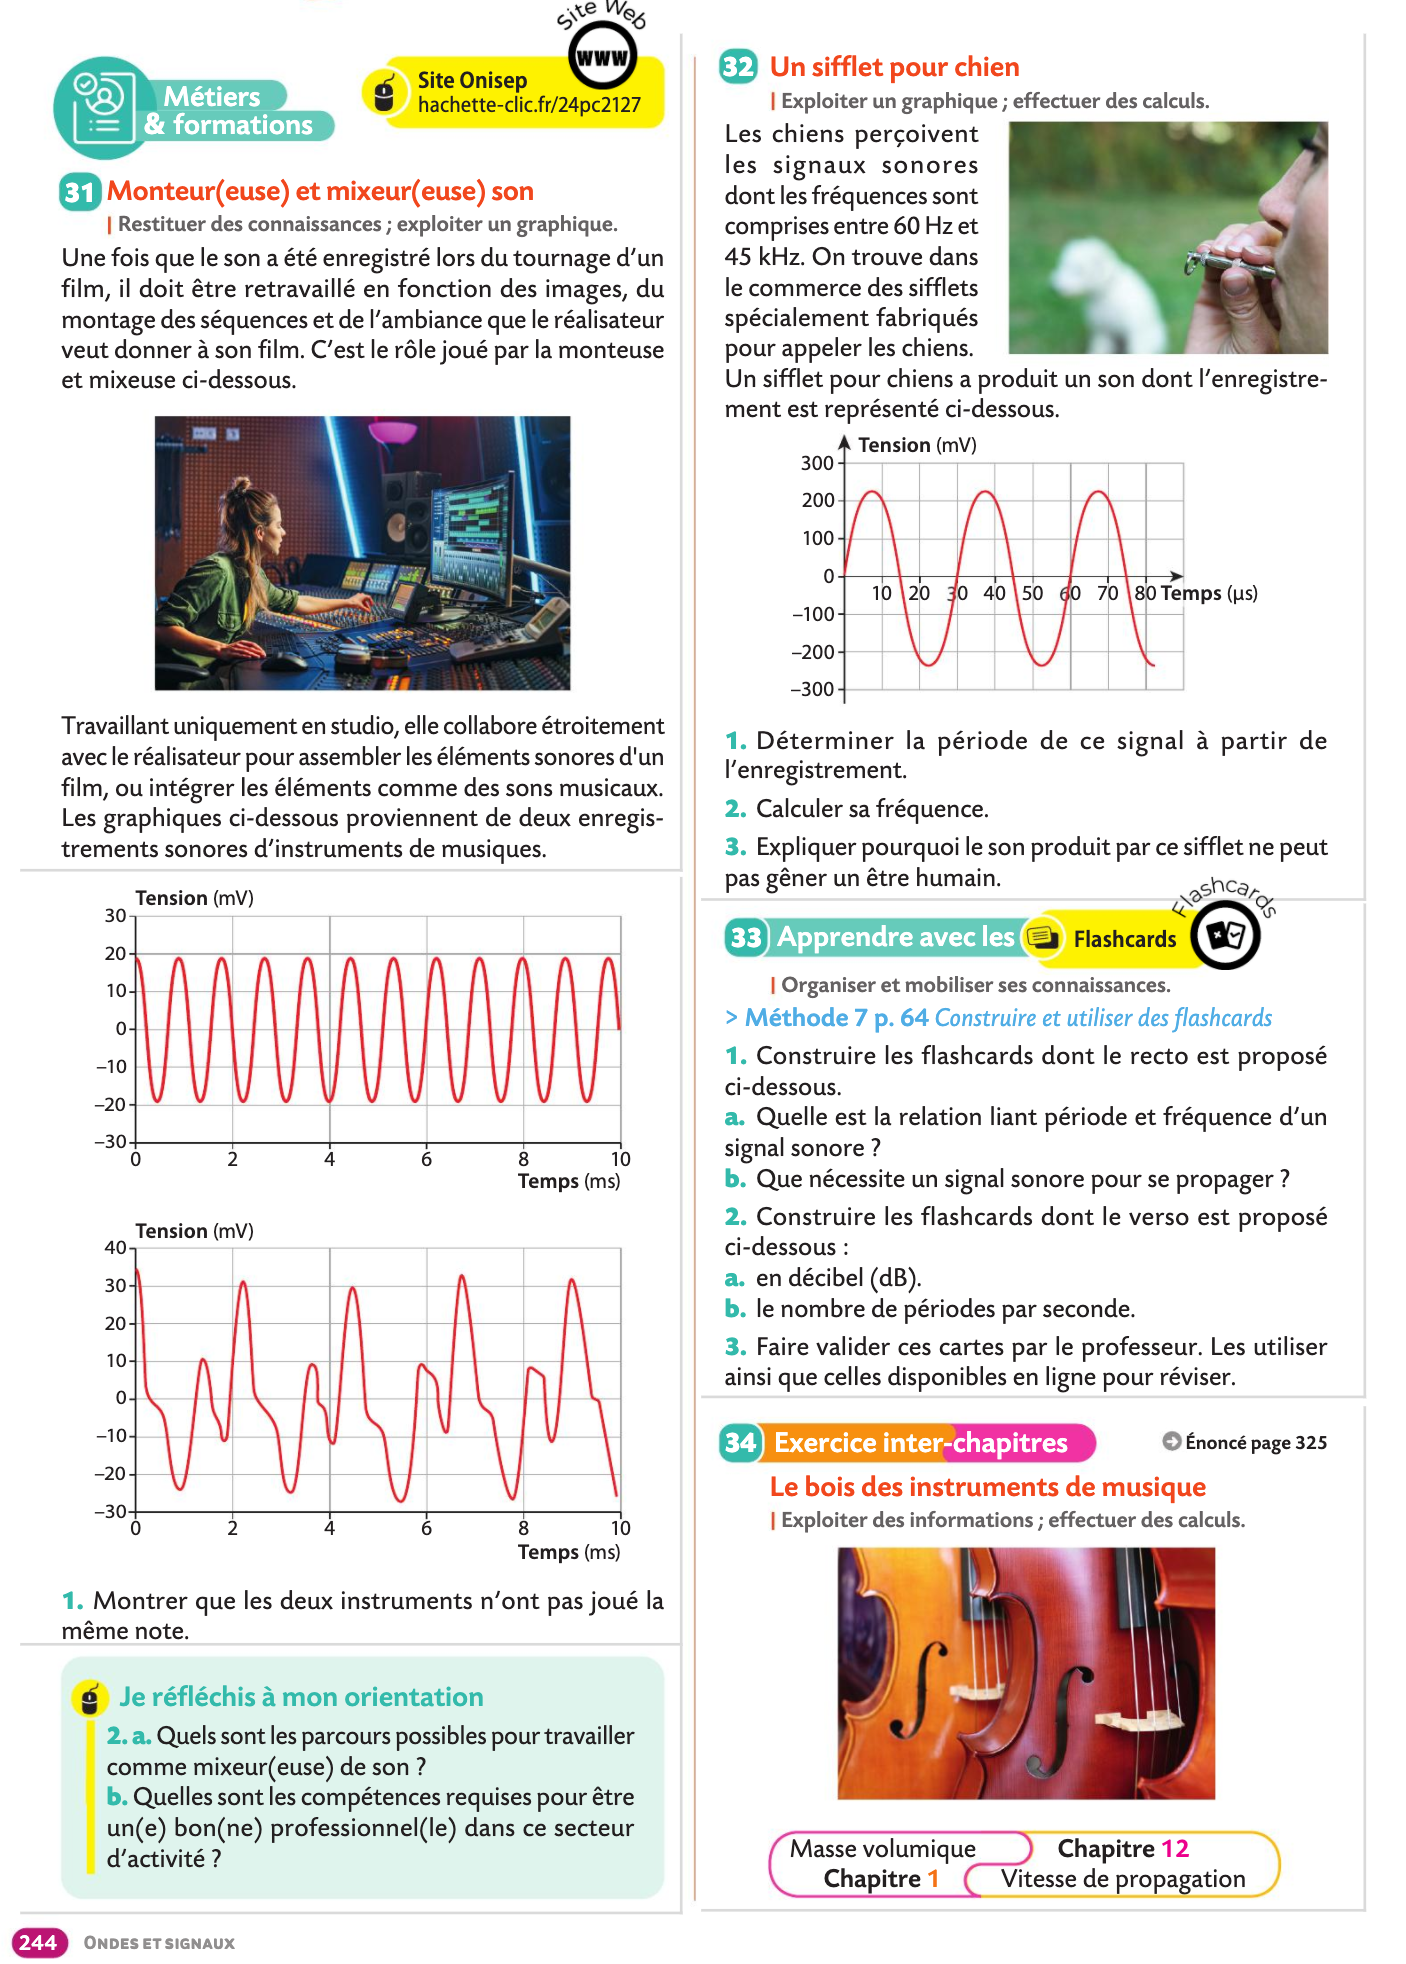 Site Web
www
Site Onisep
hachette-clic.fr/24pc2127
Métiers
& formations
31 Monteur(euse) et mixeur(euse) son
| Restituer des connaissances ; exploiter un graphique.
Une fois que le son a été enregistré lors du tournage d’un
film, il doit être retravaillé en fonction des images, du
montage des séquences et de l’ambiance que le réalisateur
veut donner à son film. C’est le rôle joué par la monteuse
et mixeuse ci-dessous.
Travaillant uniquement en studio, elle collabore étroitement
avec le réalisateur pour assembler les éléments sonores d'un
film, ou intégrer les éléments comme des sons musicaux.
Les graphiques ci-dessous proviennent de deux enregis-
trements sonores d’instruments de musiques.
Tension (mV)
30
20
10
0
–10
–20
–30
0 2 4 6 8 10
Temps (ms)
Tension (mV)
40
30
20
10
0
–10
–20
–30
0 2 4 6 8 10
Temps (ms)
1. Montrer que les deux instruments n’ont pas joué la
même note.
Je réfléchis à mon orientation
2. a. Quels sont les parcours possibles pour travailler
comme mixeur(euse) de son ?
b. Quelles sont les compétences requises pour être
un(e) bon(ne) professionnel(le) dans ce secteur
d’activité ?
244 ONDES ET SIGNAUX
32 Un sifflet pour chien
| Exploiter un graphique ; effectuer des calculs.
Les chiens perçoivent
les signaux sonores
dont les fréquences sont
comprises entre 60 Hz et
45 kHz. On trouve dans
le commerce des sifflets
spécialement fabriqués
pour appeler les chiens.
Un sifflet pour chiens a produit un son dont l’enregistre-
ment est représenté ci-dessous.
Tension (mV)
300
200
100
0
–100
–200
–300
10 20 30 40 50 60 70 80 Temps (µs)
1. Déterminer la période de ce signal à partir de
l’enregistrement.
2. Calculer sa fréquence.
3. Expliquer pourquoi le son produit par ce sifflet ne peut
pas gêner un être humain.
Flashcards
33 Apprendre avec les Flashcards
| Organiser et mobiliser ses connaissances.
> Méthode 7 p. 64 Construire et utiliser des flashcards
1. Construire les flashcards dont le recto est proposé
ci-dessous.
a. Quelle est la relation liant période et fréquence d’un
signal sonore ?
b. Que nécessite un signal sonore pour se propager ?
2. Construire les flashcards dont le verso est proposé
ci-dessous :
a. en décibel (dB).
b. le nombre de périodes par seconde.
3. Faire valider ces cartes par le professeur. Les utiliser
ainsi que celles disponibles en ligne pour réviser.
34 Exercice inter-chapitres Énoncé page 325
Le bois des instruments de musique
| Exploiter des informations ; effectuer des calculs.
Masse volumique
Chapitre 1
Chapitre 12
Vitesse de propagation